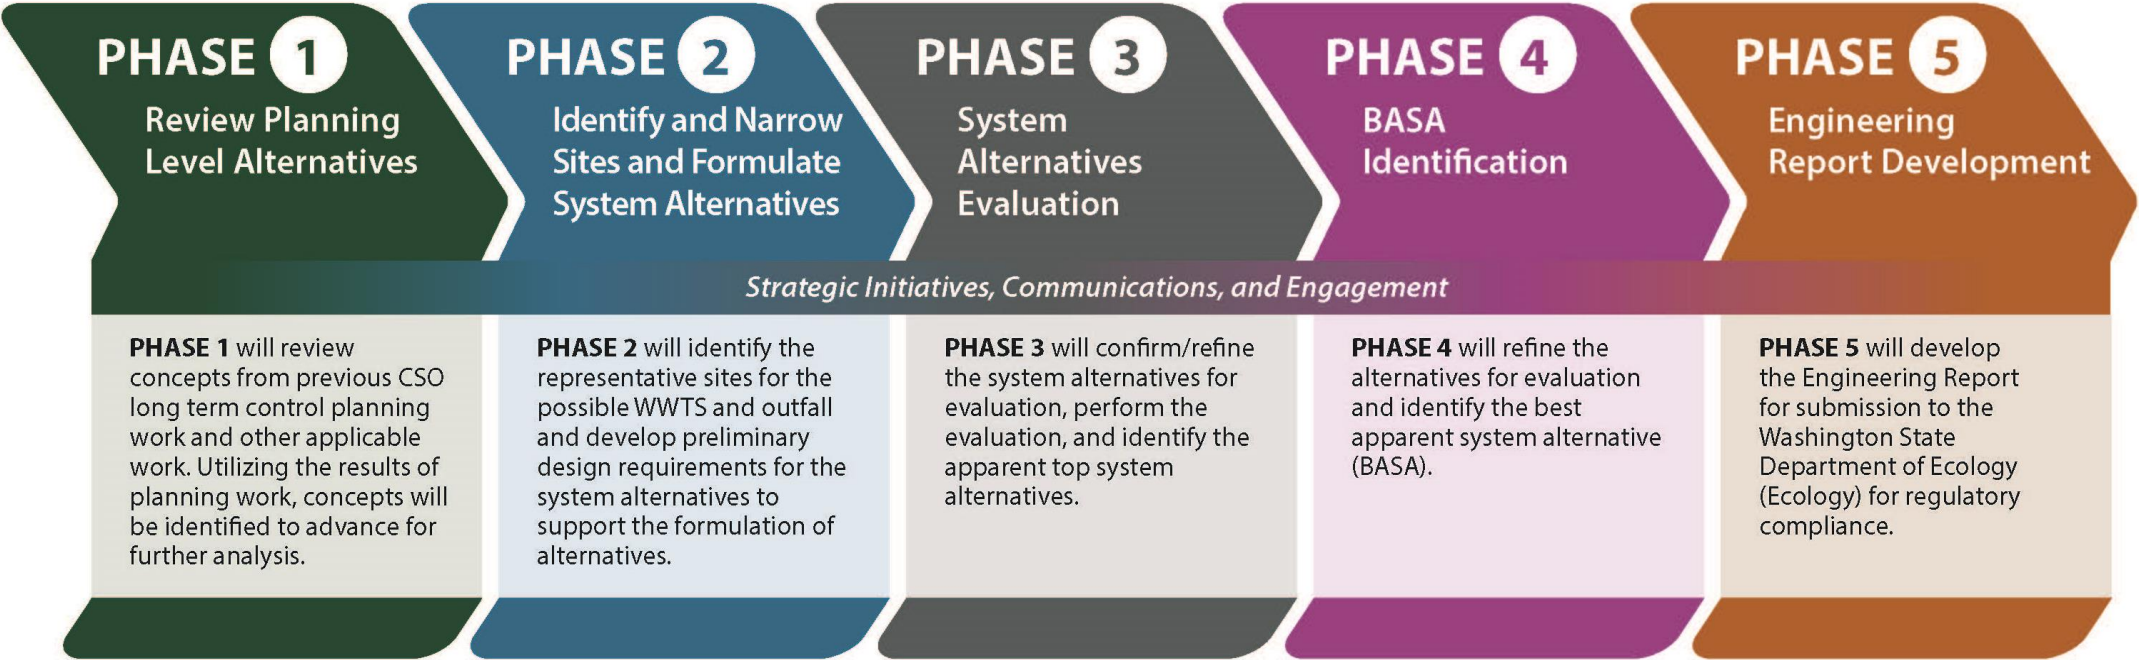 PHASE 1
Review Planning
Level Alternatives
PHASE 2
Identify and Narrow
Sites and Formulate
System Alternatives
PHASE 3
System
Alternatives
Evaluation
PHASE 4
BASA
Identification
PHASE 5
Engineering
Report Development
Strategic Initiatives, Communications, and Engagement
PHASE 1 will review
concepts from previous CSO
long term control planning
work and other applicable
work. Utilizing the results of
planning work, concepts will
be identified to advance for
further analysis.
PHASE 2 will identify the
representative sites for the
possible WWTS and outfall
and develop preliminary
design requirements for the
system alternatives to
support the formulation of
alternatives.
PHASE 3 will confirm/refine
the system alternatives for
evaluation, perform the
evaluation, and identify the
apparent top system
alternatives.
PHASE 4 will refine the
alternatives for evaluation
and identify the best
apparent system alternative
(BASA).
PHASE 5 will develop
the Engineering Report
for submission to the
Washington State
Department of Ecology
(Ecology) for regulatory
compliance.